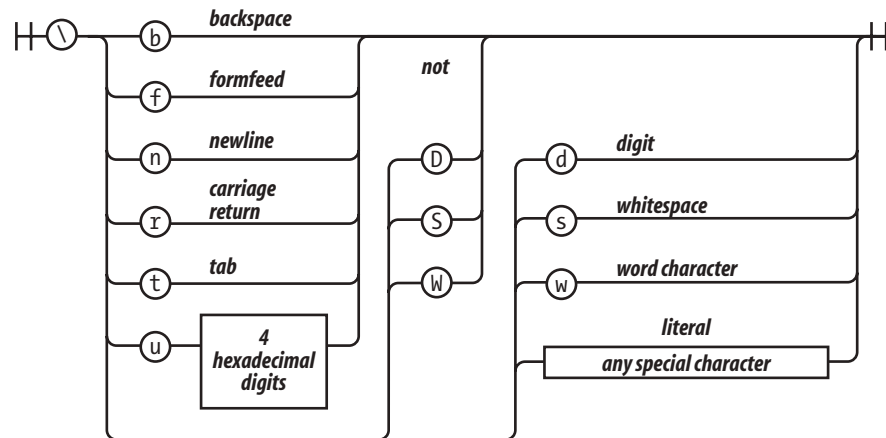 \
b backspace
not
f formfeed
n newline
D
d digit
r carriage
return
S
s whitespace
t tab
W
w word character
u 4
hexadecimal
digits
literal
any special character